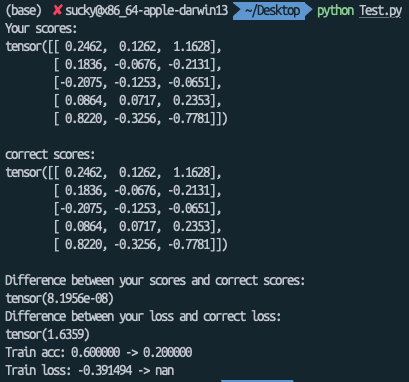 (base) ✘ sucky@x86_64-apple-darwin13 ~/Desktop python Test.py
Your scores:
tensor([[ 0.2462,  0.1262,  1.1628],
        [ 0.1836, -0.0676, -0.2131],
        [-0.2075, -0.1253, -0.0651],
        [ 0.0864,  0.0717,  0.2353],
        [ 0.8220, -0.3256, -0.7781]])
correct scores:
tensor([[ 0.2462,  0.1262,  1.1628],
        [ 0.1836, -0.0676, -0.2131],
        [-0.2075, -0.1253, -0.0651],
        [ 0.0864,  0.0717,  0.2353],
        [ 0.8220, -0.3256, -0.7781]])
Difference between your scores and correct scores:
tensor(8.1956e-08)
Difference between your loss and correct loss:
tensor(1.6359)
Train acc: 0.600000 -> 0.200000
Train loss: -0.391494 -> nan